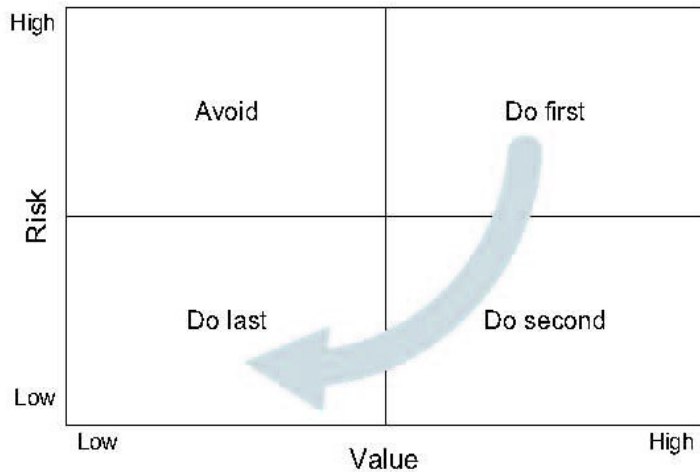 High
Avoid
Do first
Risk
Do last
Do second
Low
Low
High
Value